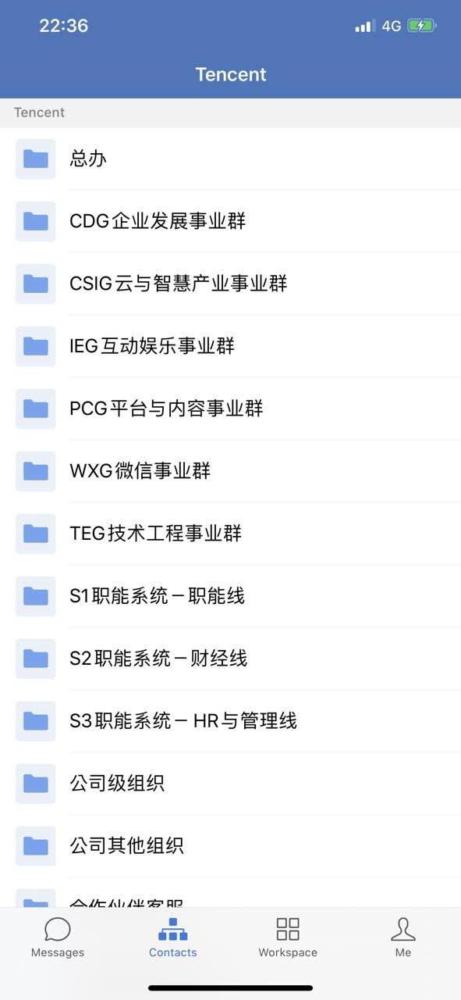 22:36
4G
Tencent
Tencent
总办
CDG企业发展事业群
CSIG云与智慧产业事业群
IEG互动娱乐事业群
PCG平台与内容事业群
WXG微信事业群
TEG技术工程事业群
S1职能系统－职能线
S2职能系统－财经线
S3职能系统－HR与管理线
公司级组织
公司其他组织
合作伙伴客服
Messages
Contacts
Workspace
Me